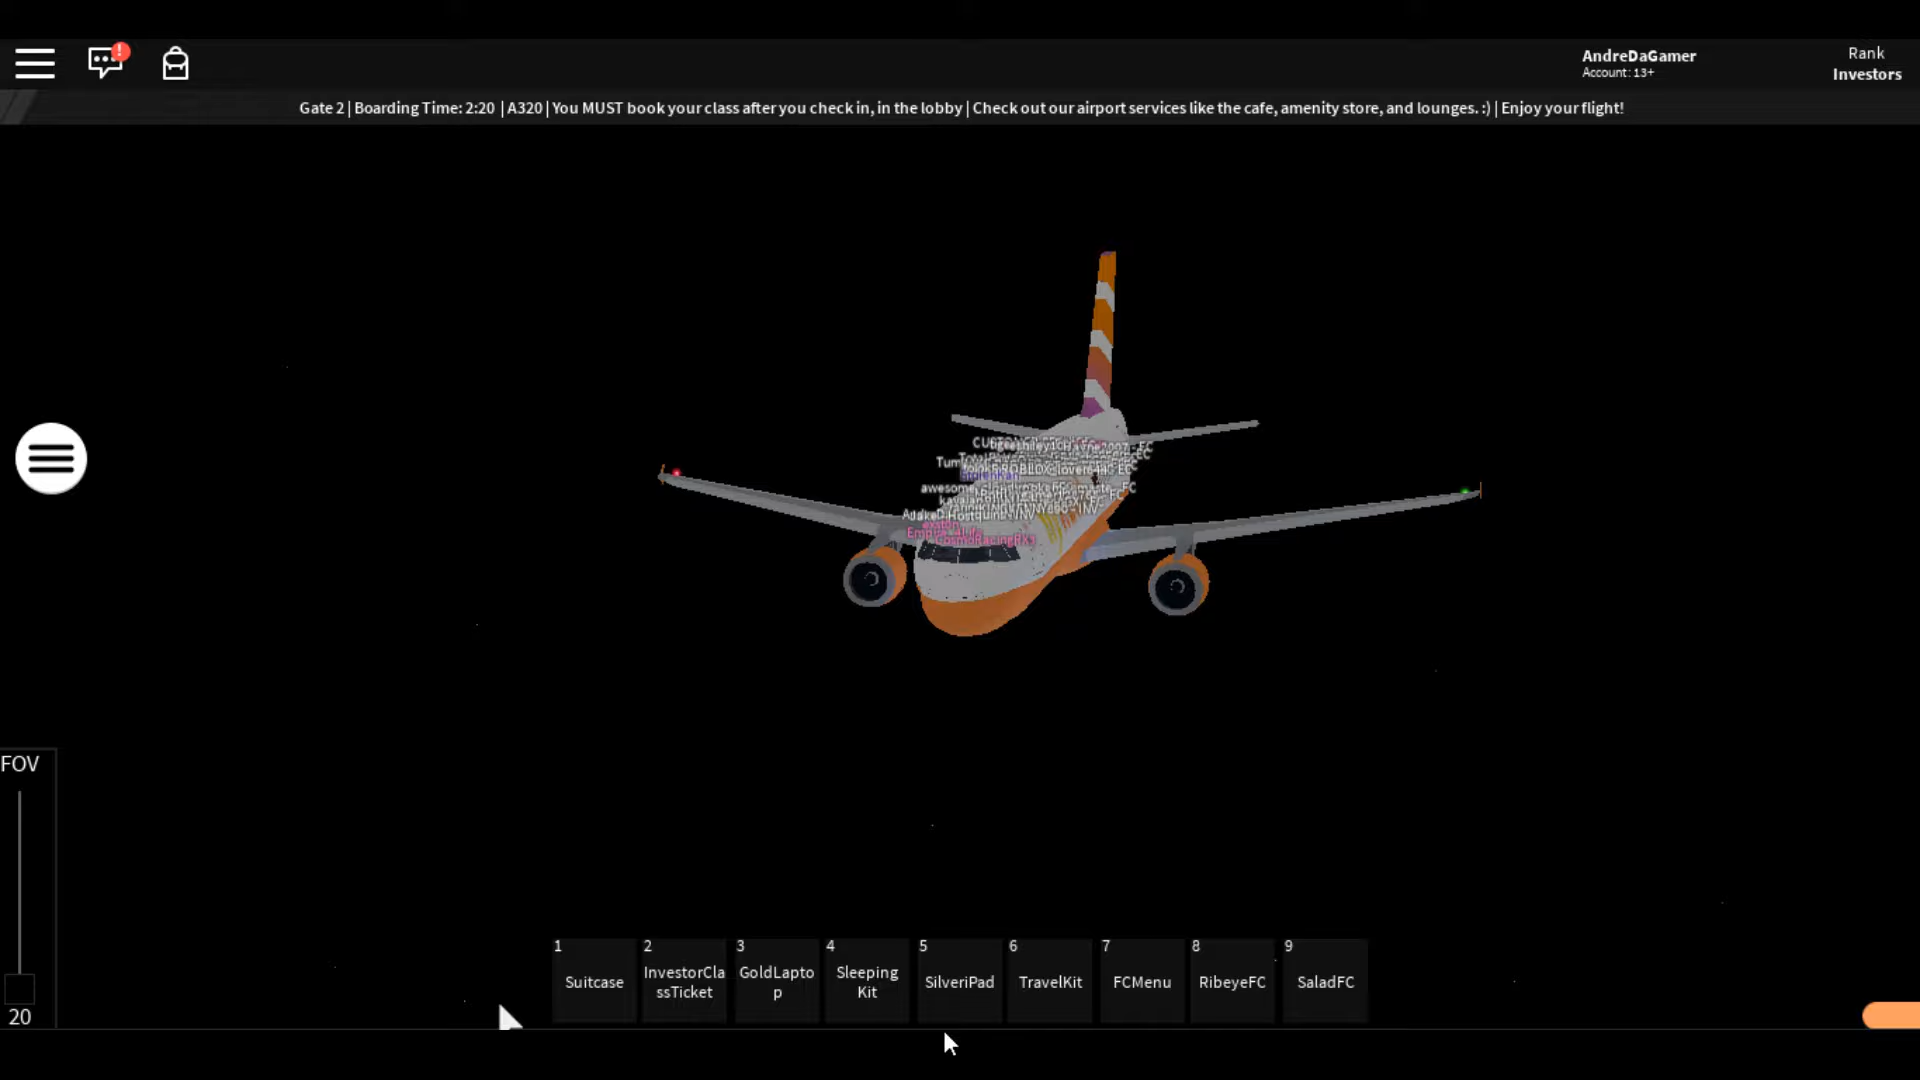 AndreDaGamer
Account: 13+
Rank
Investors
Gate 2 | Boarding Time: 2:20 | A320 | You MUST book your class after you check in, in the lobby | Check out our airport services like the cafe, amenity store, and lounges. :) | Enjoy your flight!
CosmoRacingRX1
FOV
20
1
Suitcase
2
InvestorCla
ssTicket
3
GoldLapto
p
4
Sleeping
Kit
5
SilveriPad
6
TravelKit
7
FCMenu
8
RibeyeFC
9
SaladFC